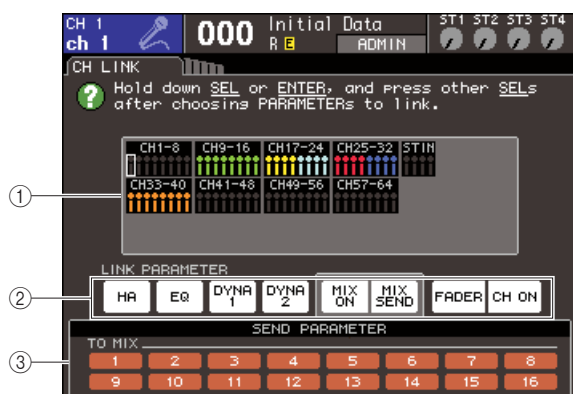 CH 1
ch 1
000
Initial Data
R E
ADMIN
ST1 ST2 ST3 ST4
CH LINK
? Hold down SEL or ENTER, and press other SELs
after choosing PARAMETERs to link.
CH1-8 CH9-16 CH17-24 CH25-32 STIN
CH33-40 CH41-48 CH49-56 CH57-64
①
LINK PARAMETER
②
HA EQ DYNA 1 DYNA 2 MIX ON MIX SEND FADER CH ON
SEND PARAMETER
TO MIX
③
1 2 3 4 5 6 7 8
9 10 11 12 13 14 15 16